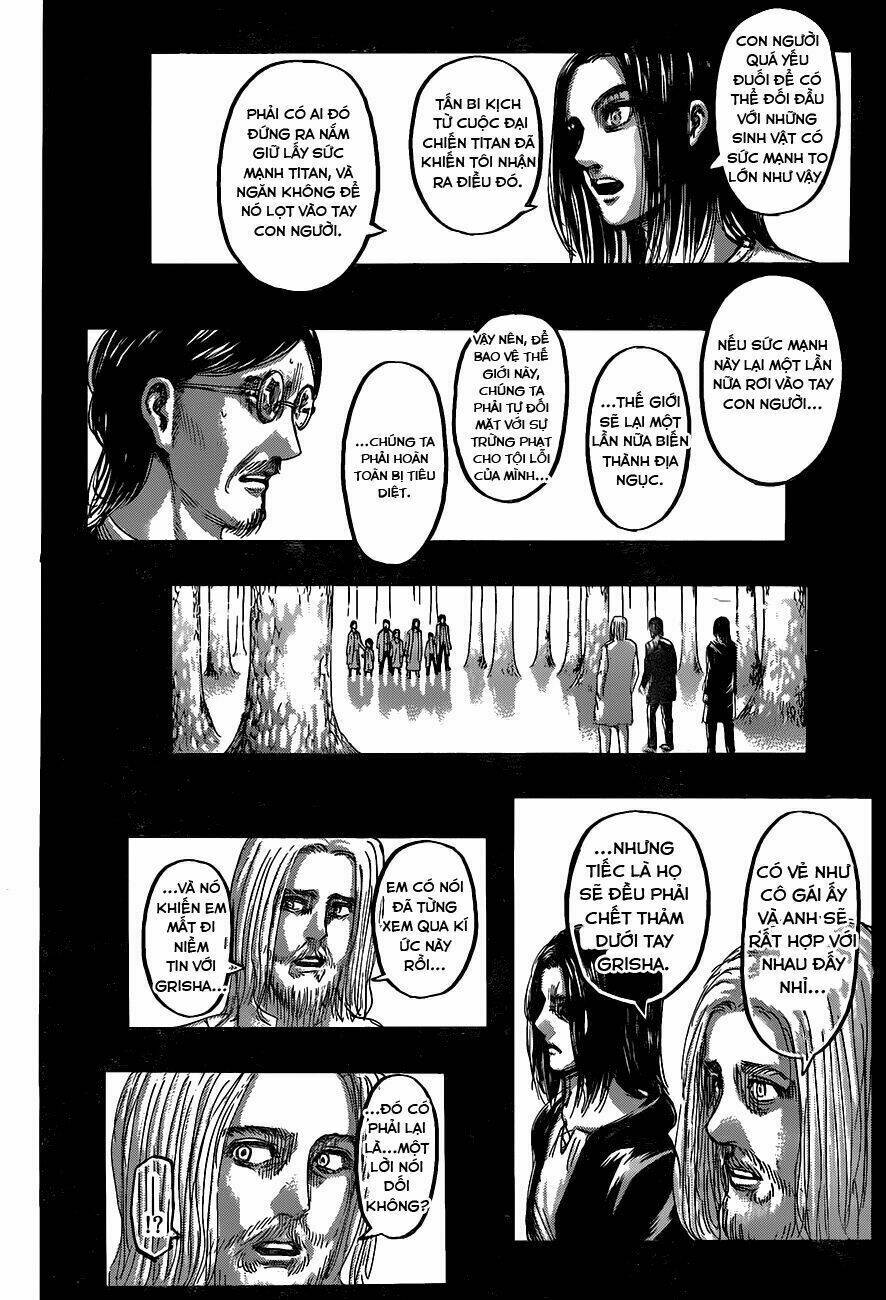 CON NGƯỜI
QUÁ YẾU
ĐUỐI ĐỂ CÓ
THỂ ĐỐI ĐẦU
VỚI NHỮNG
SINH VẬT CÓ
SỨC MẠNH TO
LỚN NHƯ VẬY
TẤN BI KỊCH
TỪ CUỘC ĐẠI
CHIẾN TITAN ĐÃ
KHIẾN TÔI NHẬN
RA ĐIỀU ĐÓ.
PHẢI CÓ AI ĐÓ
ĐỨNG RA NẮM
GIỮ LẤY SỨC
MẠNH TITAN, VÀ
NGĂN KHÔNG ĐỂ
NÓ LỌT VÀO TAY
CON NGƯỜI.
NẾU SỨC MẠNH
NÀY LẠI MỘT LẦN
NỮA RƠI VÀO TAY
CON NGƯỜI...
...THẾ GIỚI
SẼ LẠI MỘT
LẦN NỮA BIẾN
THÀNH ĐỊA
NGỤC.
VẬY NÊN, ĐỂ
BẢO VỆ THẾ
GIỚI NÀY,
CHÚNG TA
PHẢI TỰ ĐỐI
MẶT VỚI SỰ
TRỪNG PHẠT
CHO TỘI LỖI
CỦA MÌNH...
...CHÚNG TA
PHẢI HOÀN
TOÀN BỊ TIÊU
DIỆT.
CÓ VẺ NHƯ
CÔ GÁI ẤY
VÀ ANH SẼ
RẤT HỢP VỚI
NHAU ĐẤY
NHỈ...
...NHƯNG
TIẾC LÀ HỌ
SẼ ĐỀU PHẢI
CHẾT THẢM
DƯỚI TAY
GRISHA.
EM CÓ NÓI
ĐÃ TỪNG
XEM QUA KÍ
ỨC NÀY
RỒI...
...VÀ NÓ
KHIẾN EM
MẤT ĐI
NIỀM
TIN VỚI
GRISHA...
...ĐÓ CÓ
PHẢI LẠI
LÀ...MỘT
LỜI NÓI
DỐI
KHÔNG?
!?